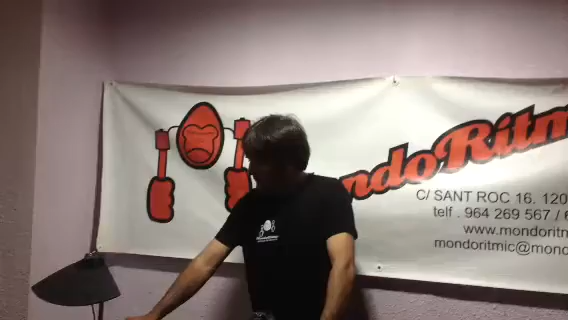 ondoRitm
C/ SANT ROC 16. 120
telf . 964 269 567 / 6
www.mondoritm
mondoritmic@mond